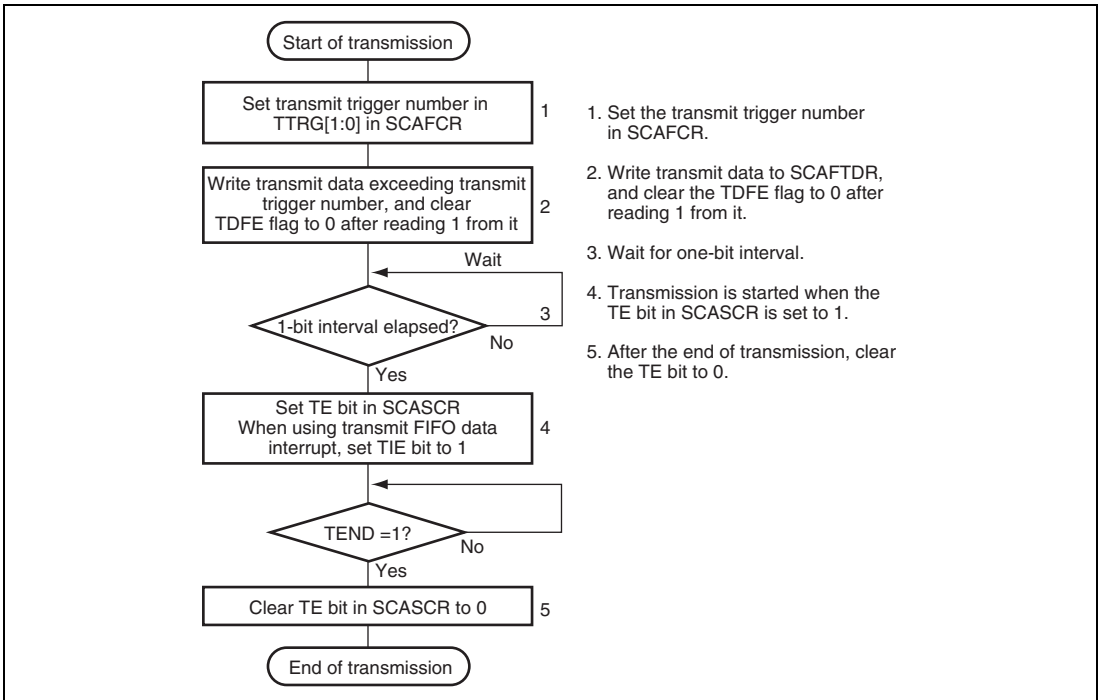 Start of transmission
Set transmit trigger number in
TTRG[1:0] in SCAFCR
1
Write transmit data exceeding transmit
trigger number, and clear
TDFE flag to 0 after reading 1 from it
2
Wait
1-bit interval elapsed?
3
No
Yes
Set TE bit in SCASCR
When using transmit FIFO data
interrupt, set TIE bit to 1
4
TEND =1?
No
Yes
Clear TE bit in SCASCR to 0
5
End of transmission
1. Set the transmit trigger number
in SCAFCR.
2. Write transmit data to SCAFTDR,
and clear the TDFE flag to 0 after
reading 1 from it.
3. Wait for one-bit interval.
4. Transmission is started when the
TE bit in SCASCR is set to 1.
5. After the end of transmission, clear
the TE bit to 0.